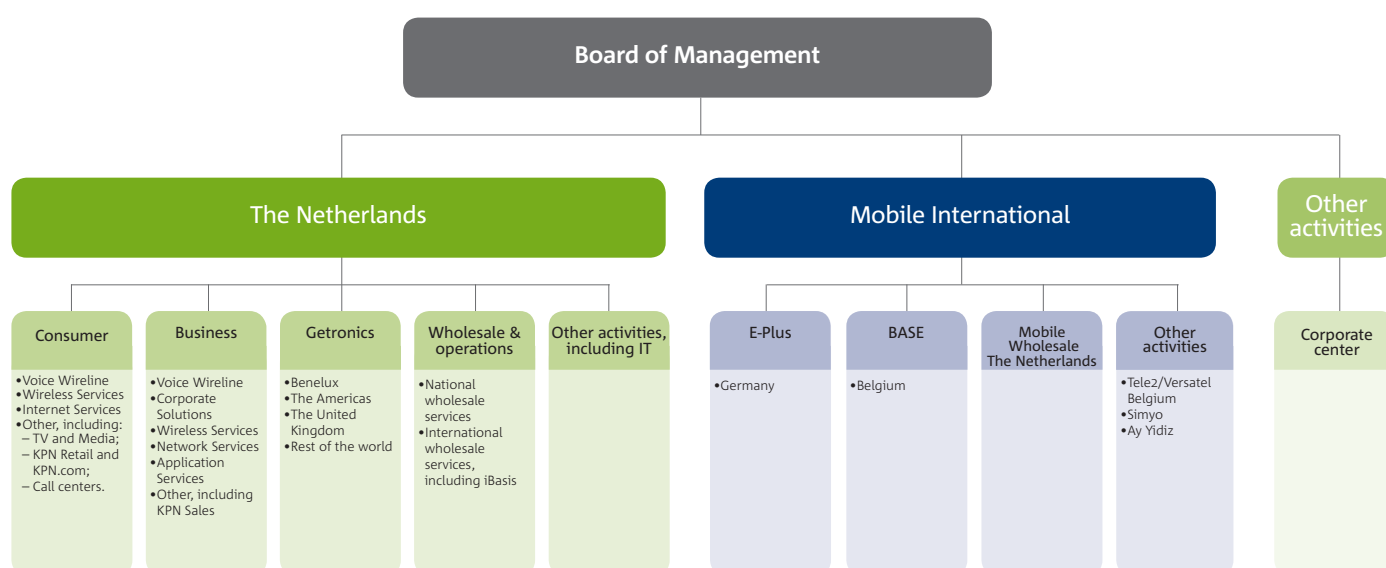 Board of Management
The Netherlands
Mobile International
Other
activities
Consumer
•Voice Wireline
•Wireless Services
•Internet Services
•Other, including:
– TV and Media;
– KPN Retail and
KPN.com;
– Call centers.
Business
•Voice Wireline
•Corporate
Solutions
•Wireless Services
•Network Services
•Application
Services
•Other, including
KPN Sales
Getronics
•Benelux
•The Americas
•The United
Kingdom
•Rest of the world
Wholesale &
operations
•National
wholesale
services
•International
wholesale
services,
including iBasis
Other activities,
including IT
E-Plus
•Germany
BASE
•Belgium
Mobile
Wholesale
The Netherlands
Other
activities
•Tele2/Versatel
Belgium
•Simyo
•Ay Yidiz
Corporate
center